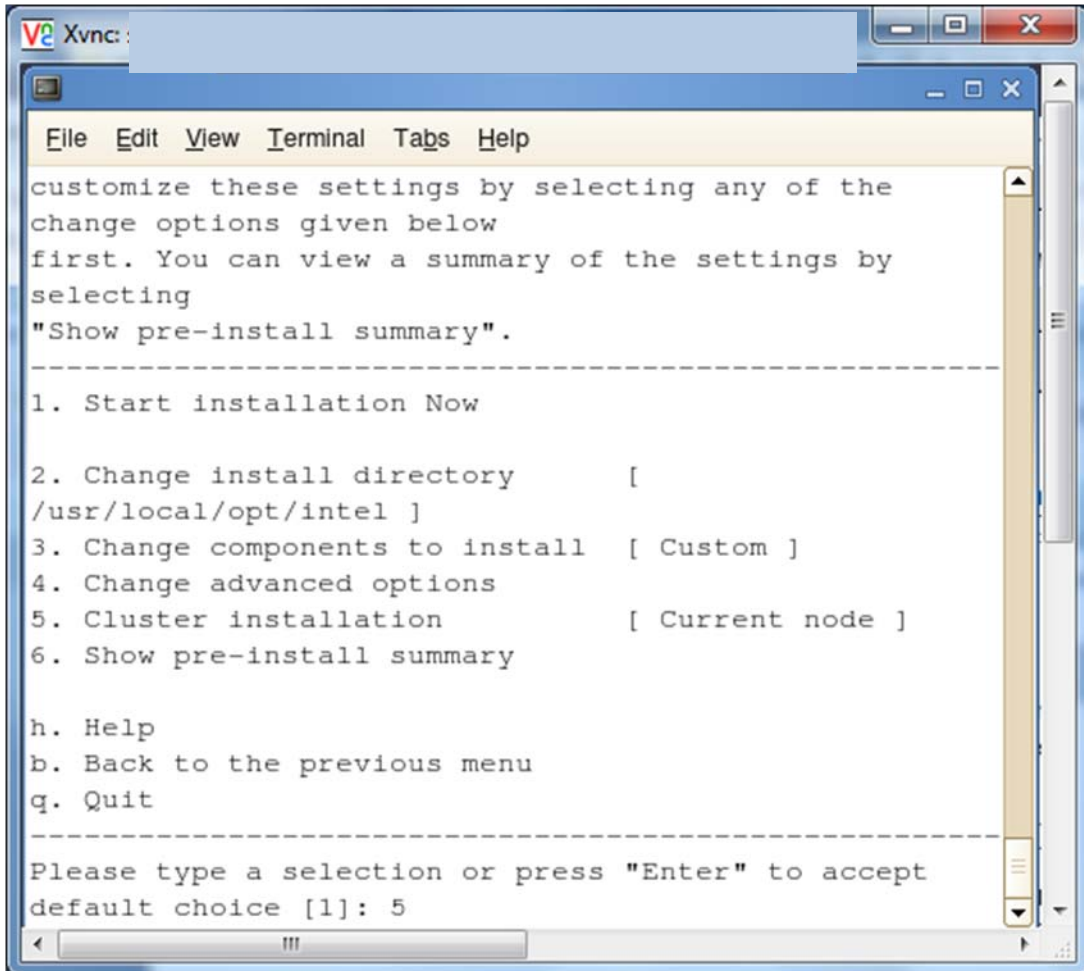 Xvnc:
File Edit View Terminal Tabs Help
customize these settings by selecting any of the
change options given below
first. You can view a summary of the settings by
selecting
"Show pre-install summary".
------------------------------------------------------
1. Start installation Now
2. Change install directory [
/usr/local/opt/intel ]
3. Change components to install [ Custom ]
4. Change advanced options
5. Cluster installation [ Current node ]
6. Show pre-install summary
h. Help
b. Back to the previous menu
q. Quit
------------------------------------------------------
Please type a selection or press "Enter" to accept
default choice [1]: 5